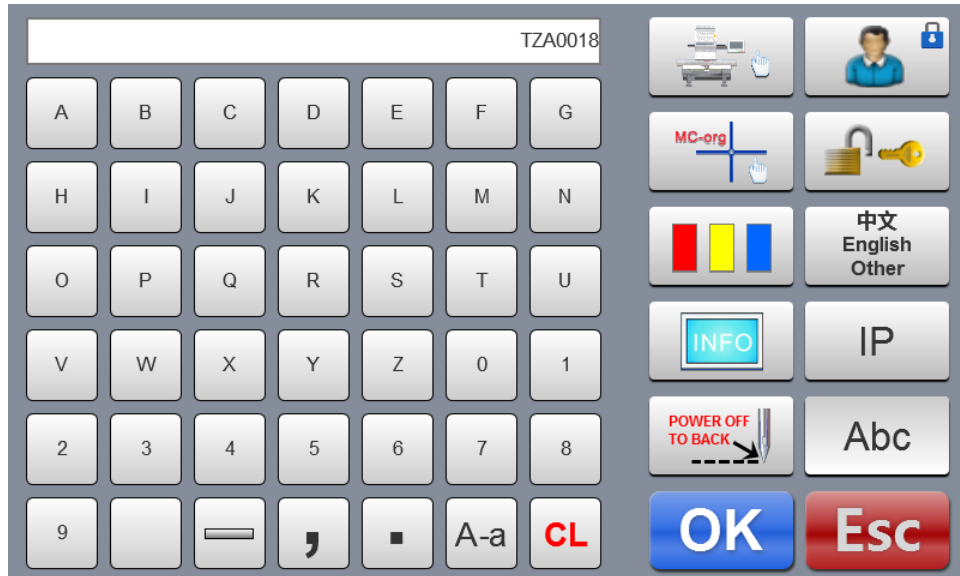 TZA0018
A B C D E F G
H I J K L M N
O P Q R S T U
V W X Y Z 0 1
2 3 4 5 6 7 8
9 , . A-a CL
MC-org
中文
English
Other
INFO
IP
POWER OFF
TO BACK
Abc
OK
Esc